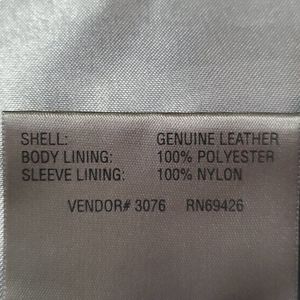 SHELL: GENUINE LEATHER
BODY LINING: 100% POLYESTER
SLEEVE LINING: 100% NYLON
VENDOR# 3076 RN69426